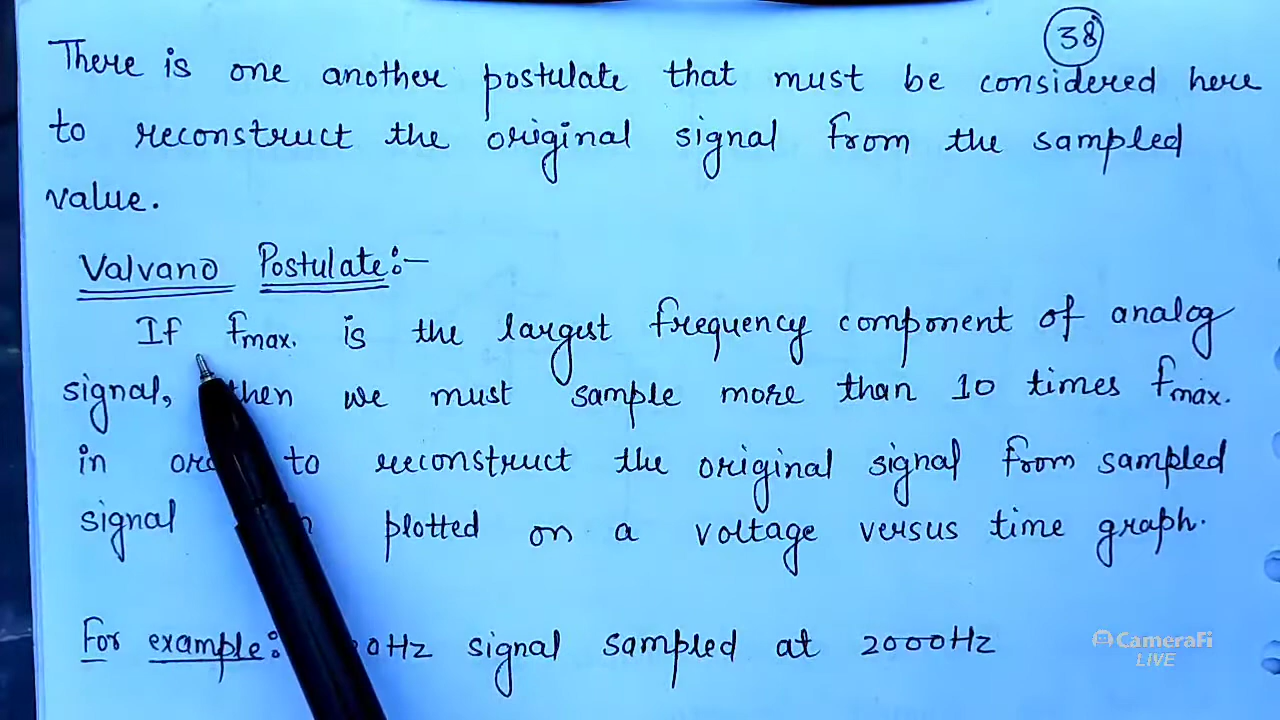 38
There is one another postulate that must be considered here
to reconstruct the original signal from the sampled
value.
Valvano Postulate:-
If fmax. is the largest frequency component of analog
signal, then we must sample more than 10 times fmax.
in to reconstruct the original signal from sampled
signal plotted on a voltage versus time graph.
For example: signal sampled at 2000Hz
CameraFi
LIVE